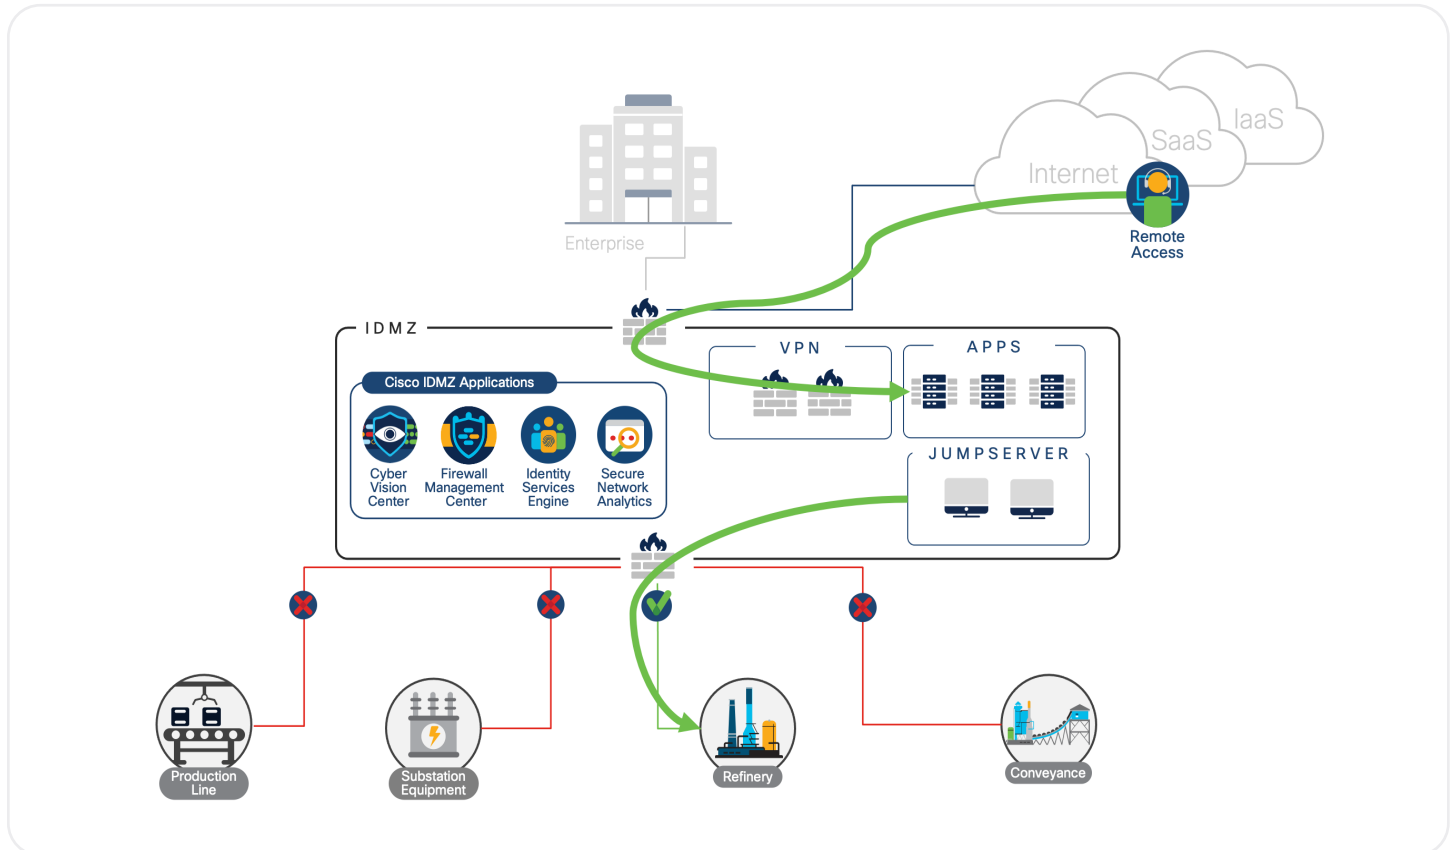 IaaS
SaaS
Internet
Remote
Access
Enterprise
IDMZ
VPN
APPS
Cisco IDMZ Applications
Cyber
Vision
Center
Firewall
Management
Center
Identity
Services
Engine
Secure
Network
Analytics
JUMPSERVER
Production
Line
Substation
Equipment
Refinery
Conveyance